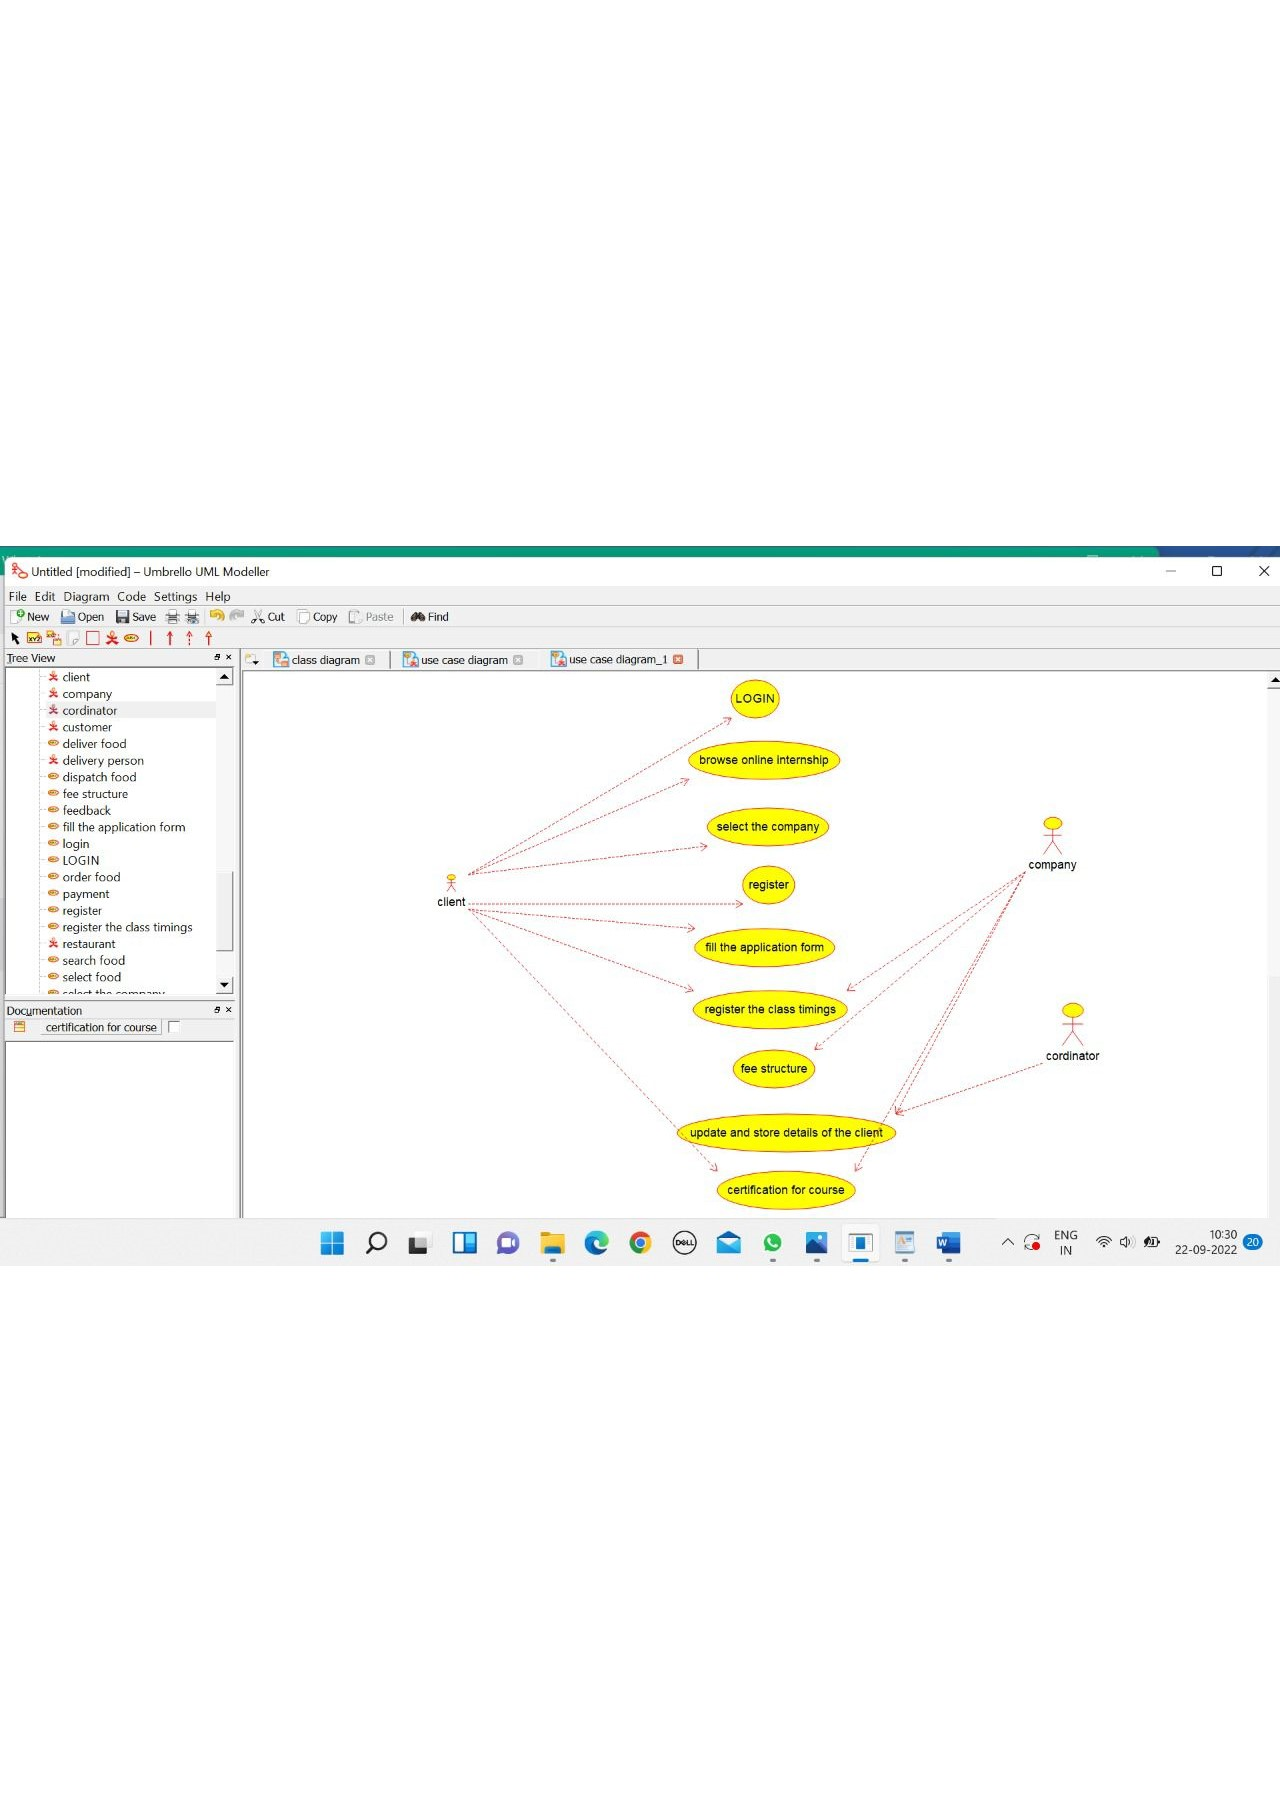 Untitled [modified] – Umbrello UML Modeller
File Edit Diagram Code Settings Help
New Open Save Cut Copy Paste Find
Tree View
class diagram use case diagram use case diagram_1
client
company
cordinator
customer
deliver food
delivery person
dispatch food
fee structure
feedback
fill the application form
login
LOGIN
order food
payment
register
register the class timings
restaurant
search food
select food
select the company
Documentation
certification for course
LOGIN
browse online internship
select the company
register
fill the application form
register the class timings
fee structure
update and store details of the client
certification for course
client
company
cordinator
DELL
ENG
IN
10:30
22-09-2022
20